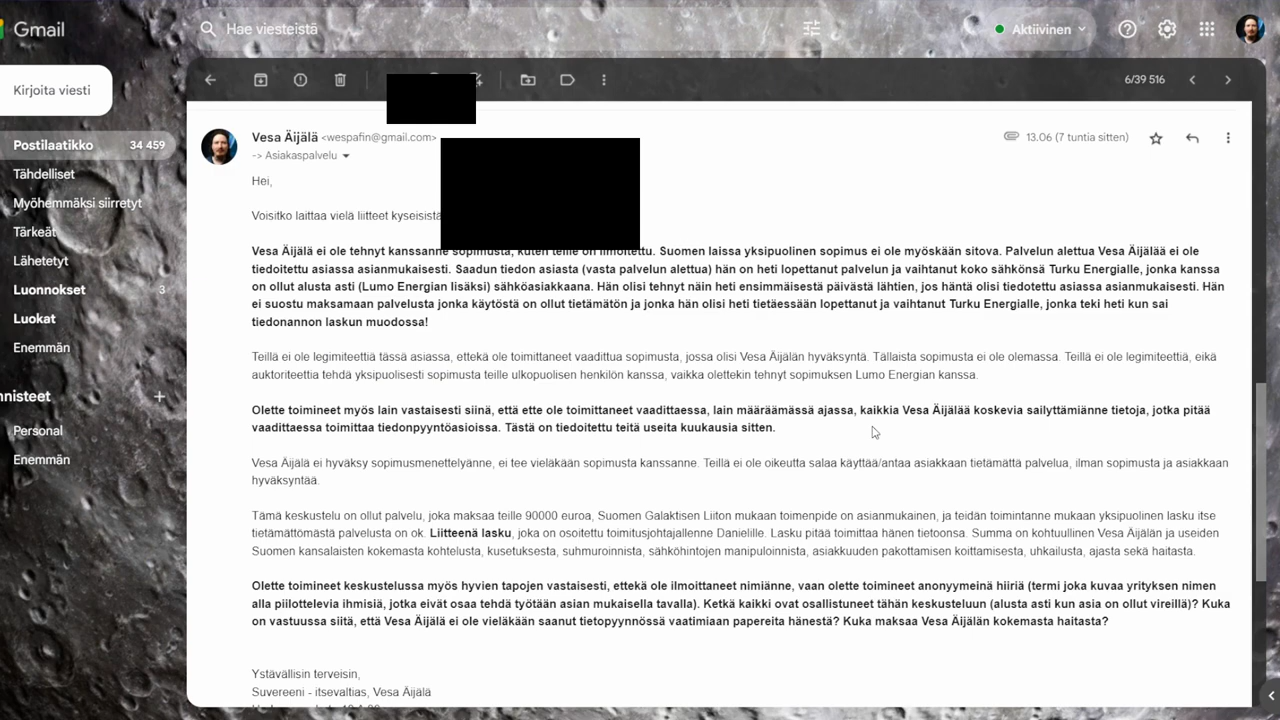 Gmail
Hae viesteistä
Aktiivinen
Kirjoita viesti
6/39 516
Postilaatikko 34 459
Tähdelliset
Myöhemmäksi siirretyt
Tärkeät
Lähetetyt
Luonnokset 3
Luokat
Enemmän
nnisteet +
Personal
Enemmän
Vesa Äijälä <wespafin@gmail.com>
13.06 (7 tuntia sitten)
-> Asiakaspalvelu
Hei,
Voisitko laittaa vielä liitteet kyseisistä
Vesa Äijälä ei ole tehnyt kanssanne sopimusta, kuten teille on ilmoitettu. Suomen laissa yksipuolinen sopimus ei ole myöskään sitova. Palvelun alettua Vesa Äijälää ei ole
tiedoitettu asiassa asianmukaisesti. Saadun tiedon asiasta (vasta palvelun alettua) hän on heti lopettanut palvelun ja vaihtanut koko sähkönsä Turku Energialle, jonka kanssa
on ollut alusta asti (Lumo Energian lisäksi) sähköasiakkaana. Hän olisi tehnyt näin heti ensimmäisestä päivästä lähtien, jos häntä olisi tiedotettu asiassa asianmukaisesti. Hän
ei suostu maksamaan palvelusta jonka käytöstä on ollut tietämätön ja jonka hän olisi heti tietäessään lopettanut ja vaihtanut Turku Energialle, jonka teki heti kun sai
tiedonannon laskun muodossa!
Teillä ei ole legimiteettiä tässä asiassa, ettekä ole toimittaneet vaadittua sopimusta, jossa olisi Vesa Äijälän hyväksyntä. Tällaista sopimusta ei ole olemassa. Teillä ei ole legimiteettiä, eikä
auktoriteettia tehdä yksipuolisesti sopimusta teille ulkopuolisen henkilön kanssa, vaikka olettekin tehnyt sopimuksen Lumo Energian kanssa.
Olette toimineet myös lain vastaisesti siinä, että ette ole toimittaneet vaadittaessa, lain määräämässä ajassa, kaikkia Vesa Äijälää koskevia sailyttämiänne tietoja, jotka pitää
vaadittaessa toimittaa tiedonpyyntöasioissa. Tästä on tiedoitettu teitä useita kuukausia sitten.
Vesa Äijälä ei hyväksy sopimusmenettelyänne, ei tee vieläkään sopimusta kanssanne. Teillä ei ole oikeutta salaa käyttää/antaa asiakkaan tietämättä palvelua, ilman sopimusta ja asiakkaan
hyväksyntää.
Tämä keskustelu on ollut palvelu, joka maksaa teille 90000 euroa, Suomen Galaktisen Liiton mukaan toimenpide on asianmukainen, ja teidän toimintanne mukaan yksipuolinen lasku itse
tietämättömästä palvelusta on ok. Liitteenä lasku, joka on osoitettu toimitusjohtajallenne Danielille. Lasku pitää toimittaa hänen tietoonsa. Summa on kohtuullinen Vesa Äijälän ja useiden
Suomen kansalaisten kokemasta kohtelusta, kusetuksesta, suhmuroinnista, sähköhintojen manipuloinnista, asiakkuuden pakottamisen koittamisesta, uhkailusta, ajasta sekä haitasta.
Olette toimineet keskustelussa myös hyvien tapojen vastaisesti, ettekä ole ilmoittaneet nimiänne, vaan olette toimineet anonyymeinä hiiriä (termi joka kuvaa yrityksen nimen
alla piilottelevia ihmisiä, jotka eivät osaa tehdä työtään asian mukaisella tavalla). Ketkä kaikki ovat osallistuneet tähän keskusteluun (alusta asti kun asia on ollut vireillä)? Kuka
on vastuussa siitä, että Vesa Äijälä ei ole vieläkään saanut tietopyynnössä vaatimiaan papereita hänestä? Kuka maksaa Vesa Äijälän kokemasta haitasta?
Ystävällisin terveisin,
Suvereeni - itsevaltias, Vesa Äijälä